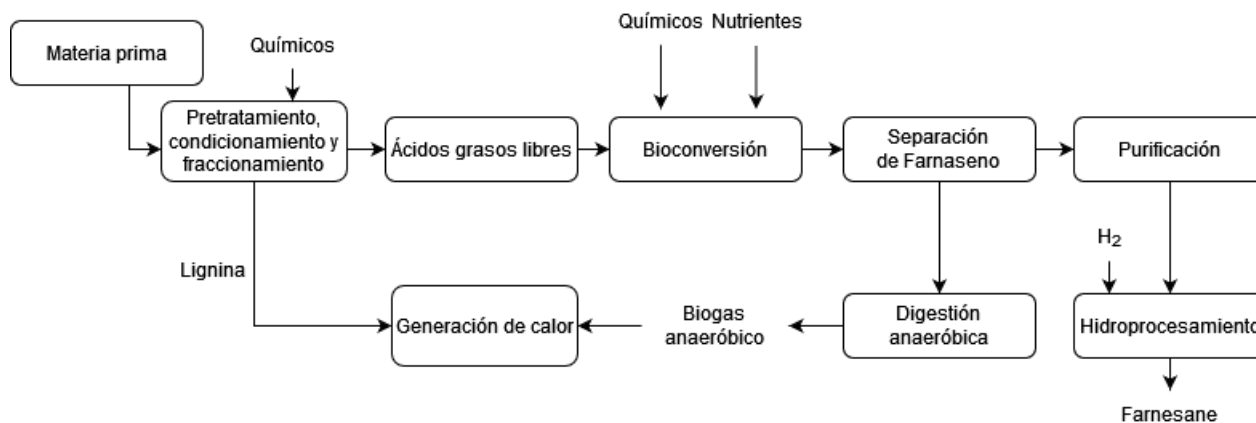 Químicos Nutrientes
Materia prima
Químicos
Pretratamiento,
condicionamiento y
fraccionamiento
Ácidos grasos libres
Bioconversión
Separación
de Farnaseno
Purificación
H2
Lignina
Generación de calor
Biogas
anaeróbico
Digestión
anaeróbica
Hidroprocesamiento
Farnesane